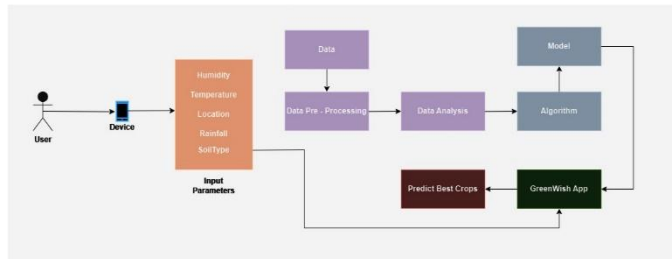 User
Device
Humidity
Temperature
Location
Rainfall
SoilType
Input
Parameters
Data
Data Pre - Processing
Data Analysis
Algorithm
Model
GreenWish App
Predict Best Crops